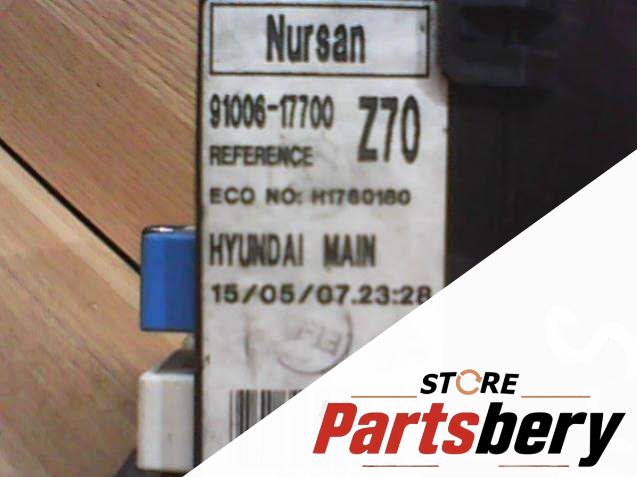 Nursan
91006-17700
Z70
REFERENCE
ECO NO: H1760180
HYUNDAI MAIN
15/05/07.23:28
STORE
Partsbery